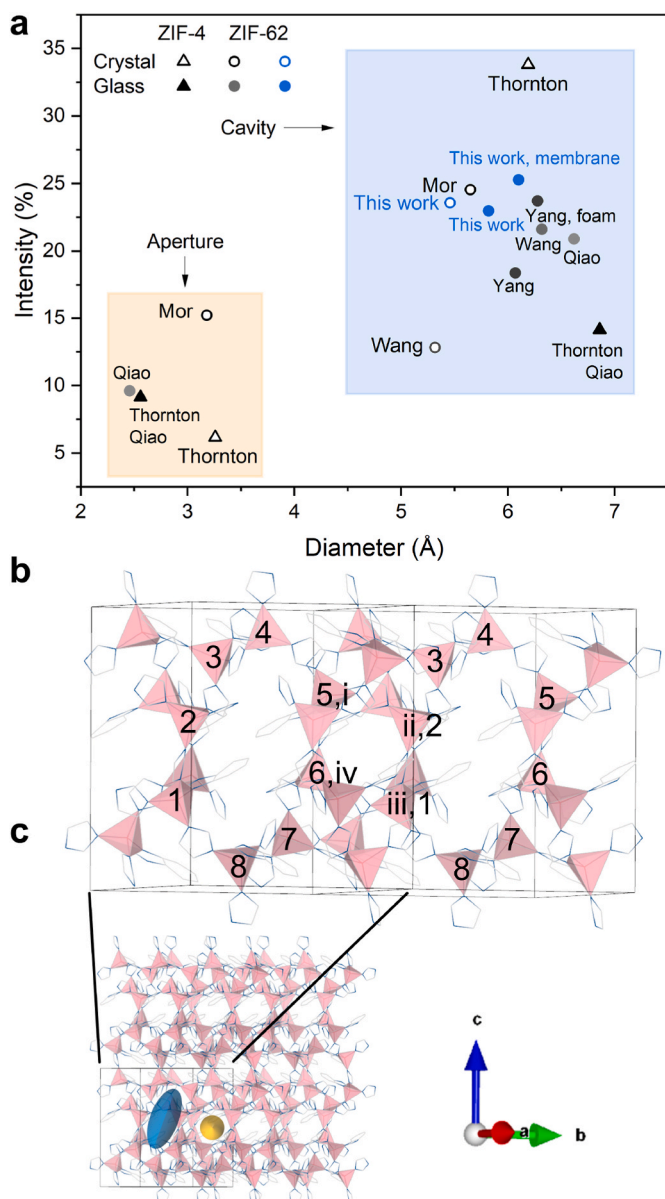 a
ZIF-4 ZIF-62
Crystal
Glass
Thornton
Cavity
This work, membrane
Mor
This work
Yang, foam
This work
Wang
Qiao
Yang
Aperture
Mor
Wang
Thornton
Qiao
Qiao
Thornton
Qiao
Thornton
35
30
25
20
15
10
5
Intensity (%)
2 3 4 5 6 7
Diameter (Å)
b
4 4
3 3
5,i 5
2 ii,2
6,iv 6
1 iii,1
7 7
8 8
c
c
a
b